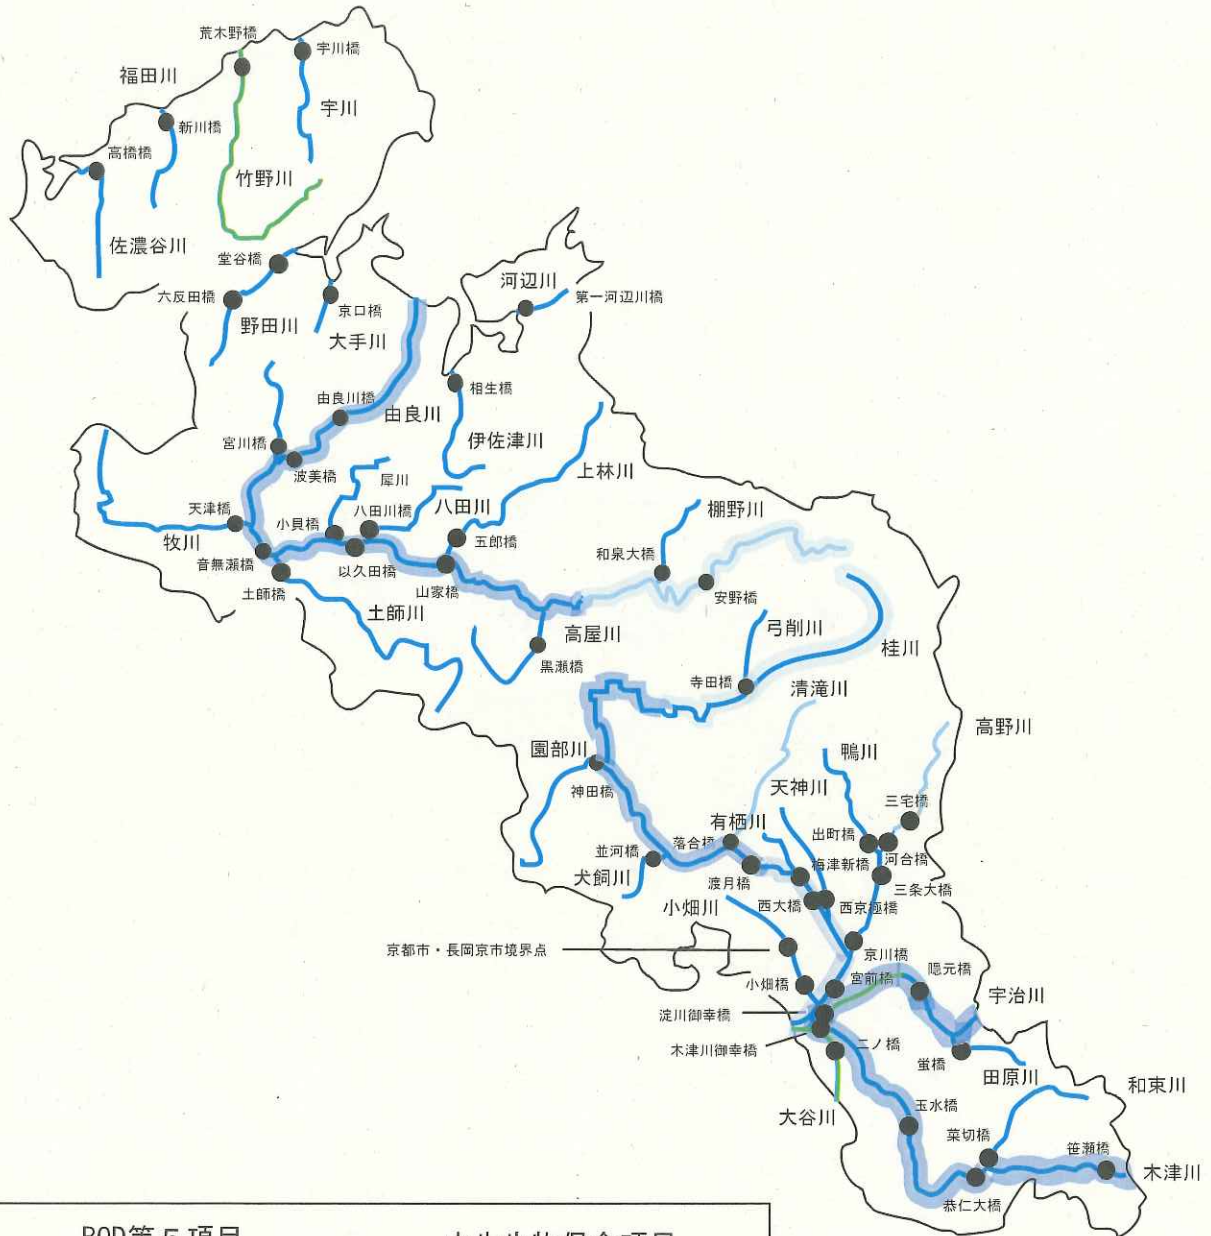 荒木野橋
宇川橋
福田川
宇川
新川橋
高橋橋
竹野川
佐濃谷川
堂谷橋
河辺川
六反田橋
第一河辺川橋
京口橋
野田川
大手川
相生橋
由良川橋
由良川
宮川橋
伊佐津川
上林川
波美橋
犀川
天津橋
八田川
棚野川
小貝橋
八田川橋
牧川
五郎橋
和泉大橋
音無瀬橋
以久田橋
土師橋
山家橋
安野橋
土師川
高屋川
弓削川
桂川
黒瀬橋
寺田橋
清滝川
高野川
園部川
鴨川
神田橋
天神川
三宅橋
有栖川
出町橋
落合橋
並河橋
梅津新橋
河合橋
犬飼川
渡月橋
三条大橋
小畑川
西大橋
西京極橋
京都市・長岡京市境界点
京川橋
隠元橋
宮前橋
小畑橋
宇治川
淀川御幸橋
木津川御幸橋
二ノ橋
蛍橋
田原川
和束川
大谷川
玉水橋
菜切橋
笹瀬橋
木津川
恭仁大橋